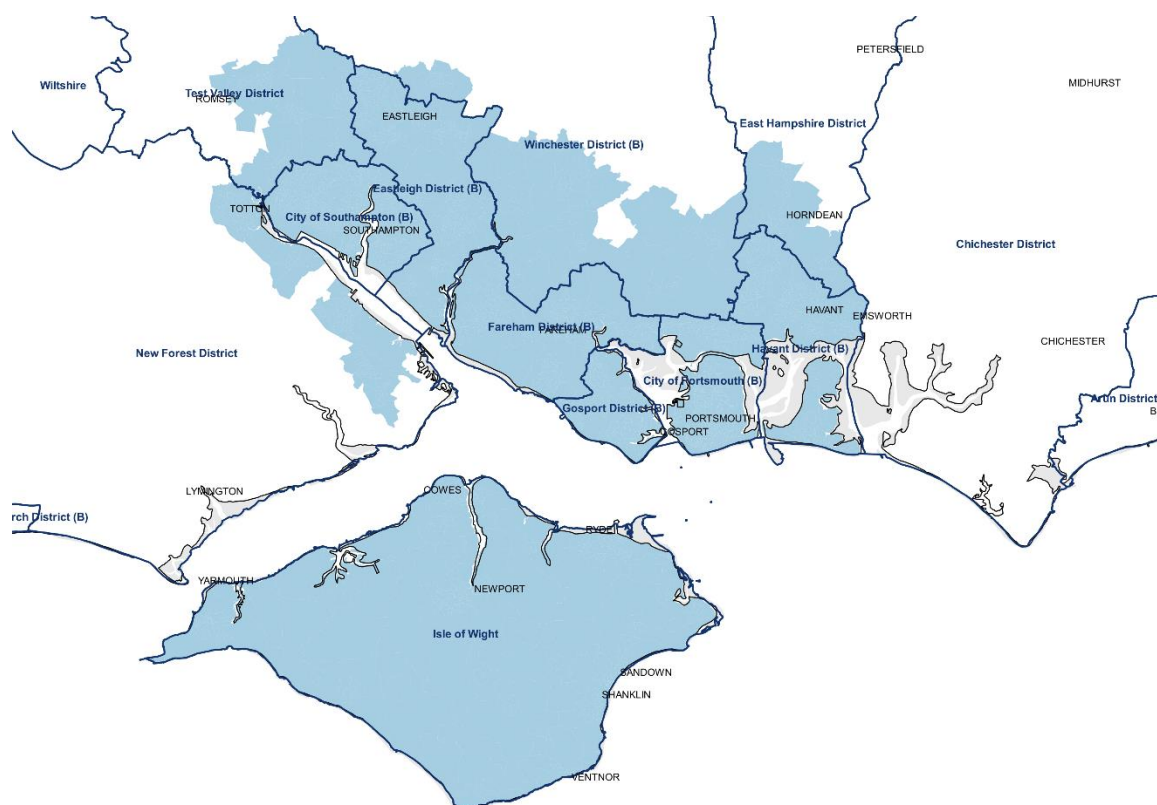 PETERSFIELD
MIDHURST
Wiltshire
Test Valley District
ROMSEY
EASTLEIGH
East Hampshire District
Winchester District (B)
Eastleigh District (B)
TOTTON
City of Southampton (B)
SOUTHAMPTON
HORNDEAN
Chichester District
HAVANT
EMSWORTH
Fareham District (B)
FAREHAM
New Forest District
Havant District (B)
CHICHESTER
City of Portsmouth (B)
Gosport District (B)
PORTSMOUTH
GOSPORT
Arun District
B
LYMINGTON
COWES
rch District (B)
RYDE
YARMOUTH
NEWPORT
Isle of Wight
SANDOWN
SHANKLIN
VENTNOR